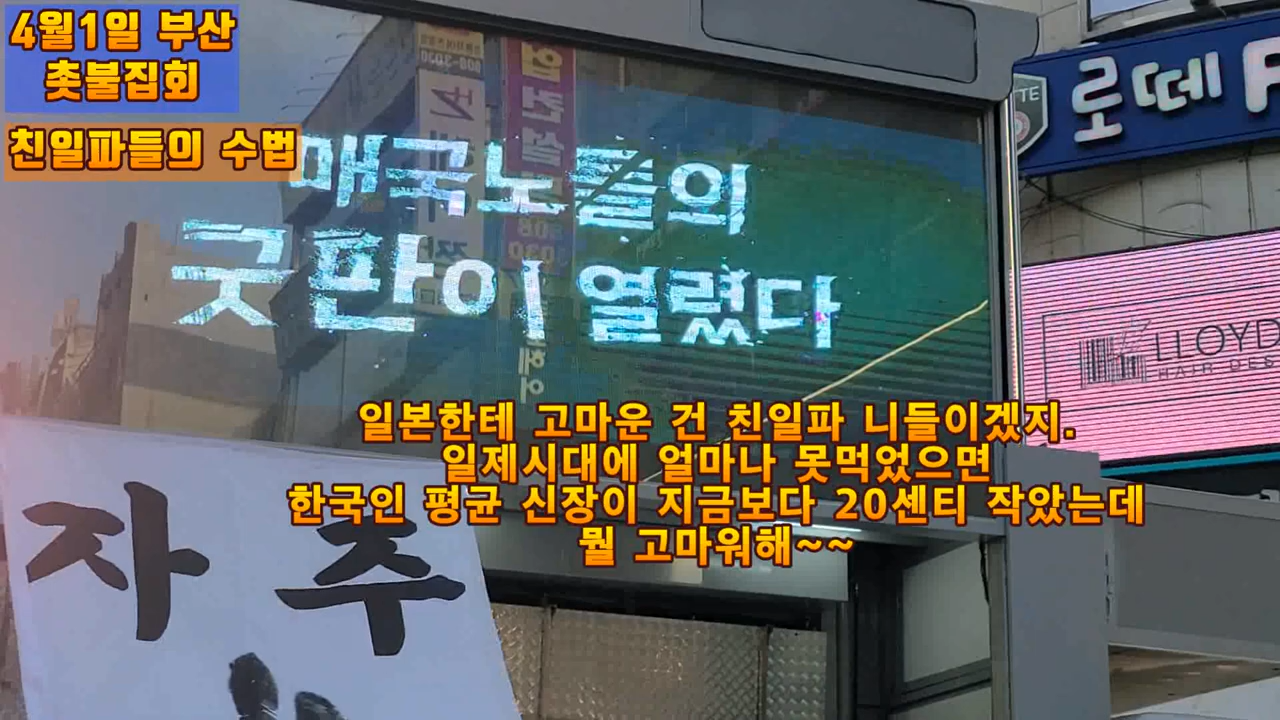 4월1일 부산
촛불집회
친일파들의 수법
매국노들의
굿판이 열렸다
로떼
LLOYD
HAIR DES
일본한테 고마운 건 친일파 니들이겠지.
일제시대에 얼마나 못먹었으면
한국인 평균 신장이 지금보다 20센티 작았는데
뭘 고마워해~~
자주